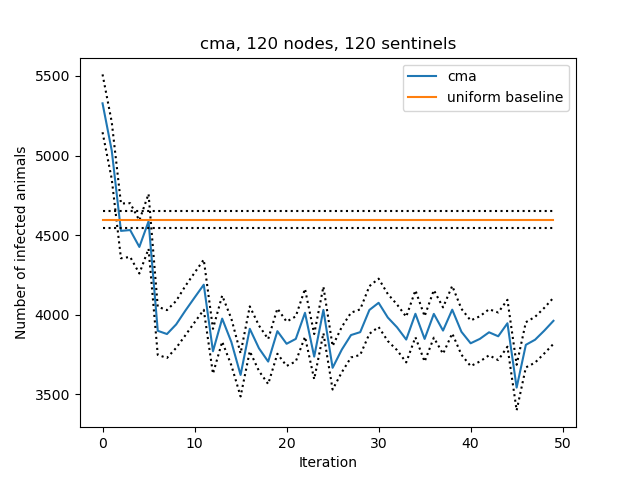 cma, 120 nodes, 120 sentinels
cma
uniform baseline
Number of infected animals
5500
5000
4500
4000
3500
0 10 20 30 40 50
Iteration